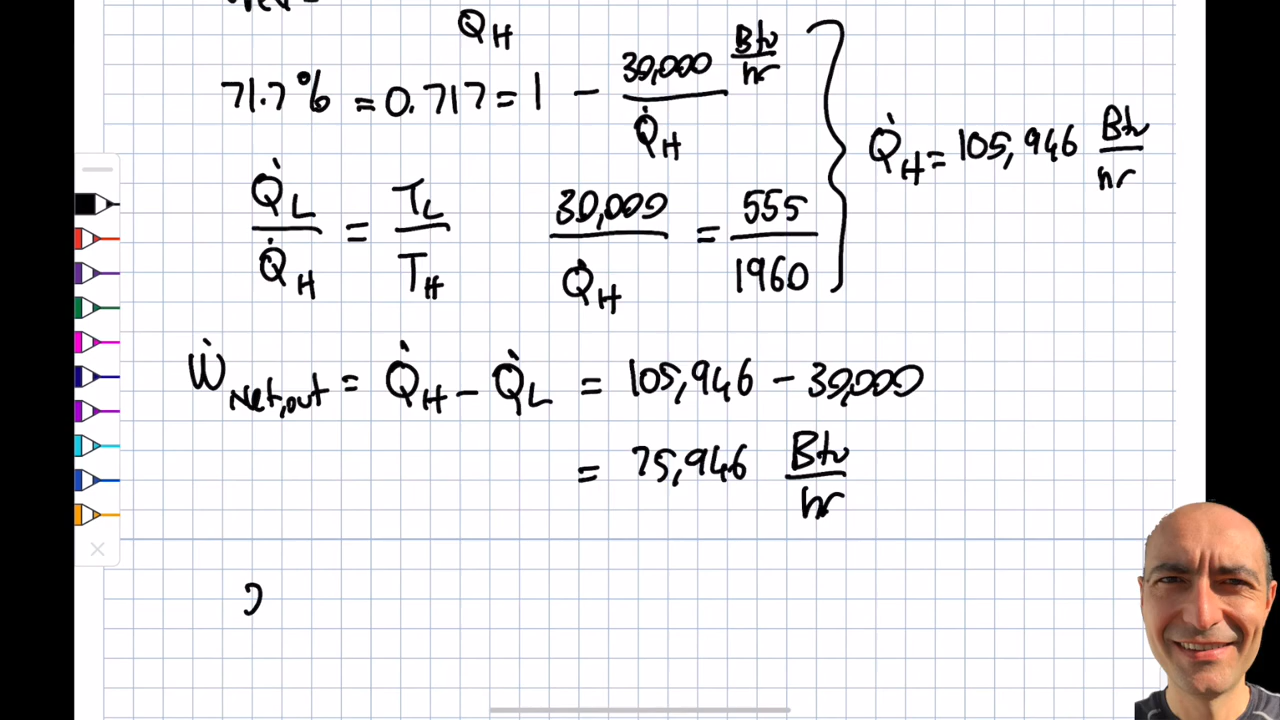 Q̇H
71.7% = 0.717 = 1 - 30,000 Btu/hr / Q̇H
Q̇H = 105,946 Btu/hr
Q̇L/Q̇H = TL/TH 30,000/Q̇H = 555/1960
ẆNet,out = Q̇H - Q̇L = 105,946 - 30,000
= 75,946 Btu/hr